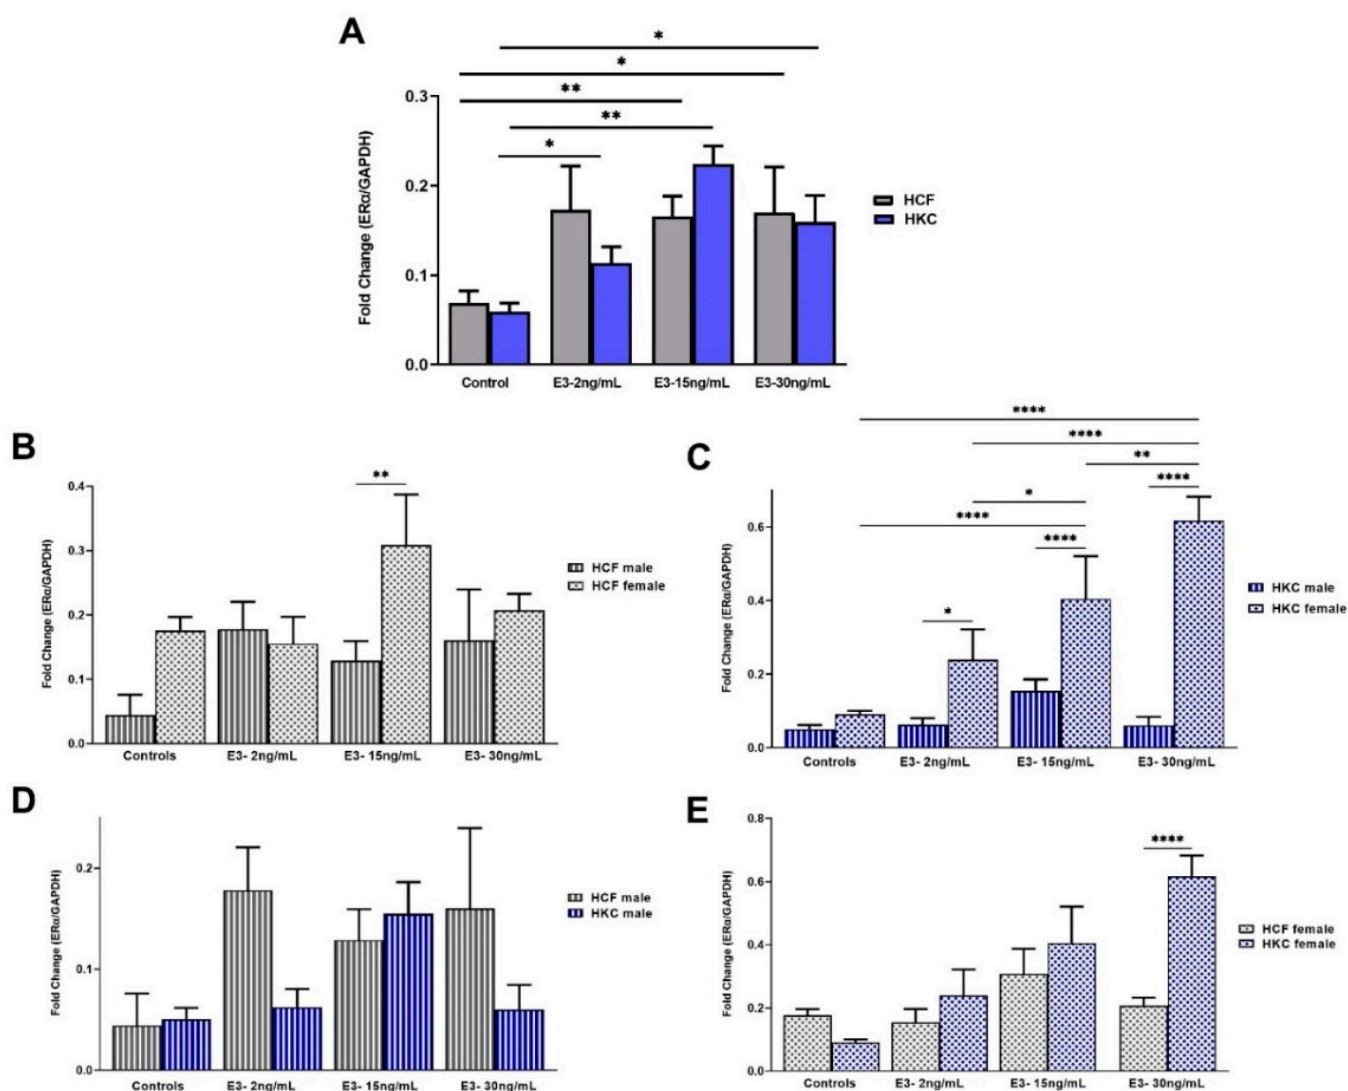 A
*
*
**
**
*
0.3
0.2
0.1
0.0
Fold Change (ERα/GAPDH)
Control
E3-2ng/mL
E3-15ng/mL
E3-30ng/mL
HCF
HKC
B
**
0.4
0.3
0.2
0.1
0.0
Fold Change (ERα/GAPDH)
Controls
E3- 2ng/mL
E3- 15ng/mL
E3- 30ng/mL
HCF male
HCF female
C
****
****
**
****
*
****
****
*
0.6
0.4
0.2
0.0
Fold Change (ERα/GAPDH)
Controls
E3- 2ng/mL
E3- 15ng/mL
E3- 30ng/mL
HKC male
HKC female
D
0.2
0.1
0.0
Fold Change (ERα/GAPDH)
Controls
E3- 2ng/mL
E3- 15ng/mL
E3- 30ng/mL
HCF male
HKC male
E
****
0.8
0.6
0.4
0.2
0.0
Fold Change (ERα/GAPDH)
Controls
E3- 2ng/mL
E3- 15ng/mL
E3- 30ng/mL
HCF female
HKC female